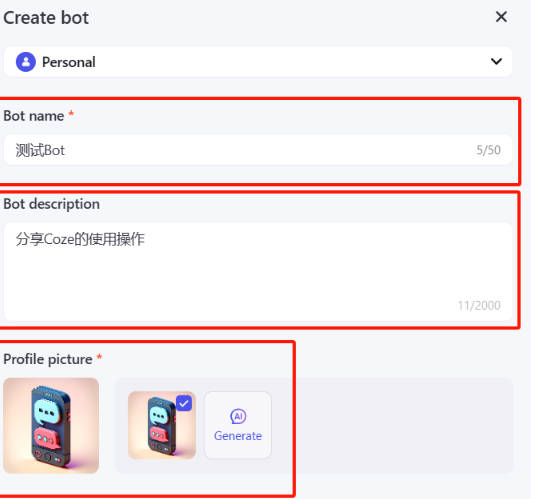 Create bot
Personal
Bot name *
测试Bot
5/50
Bot description
分享Coze的使用操作
11/2000
Profile picture *
AI
Generate